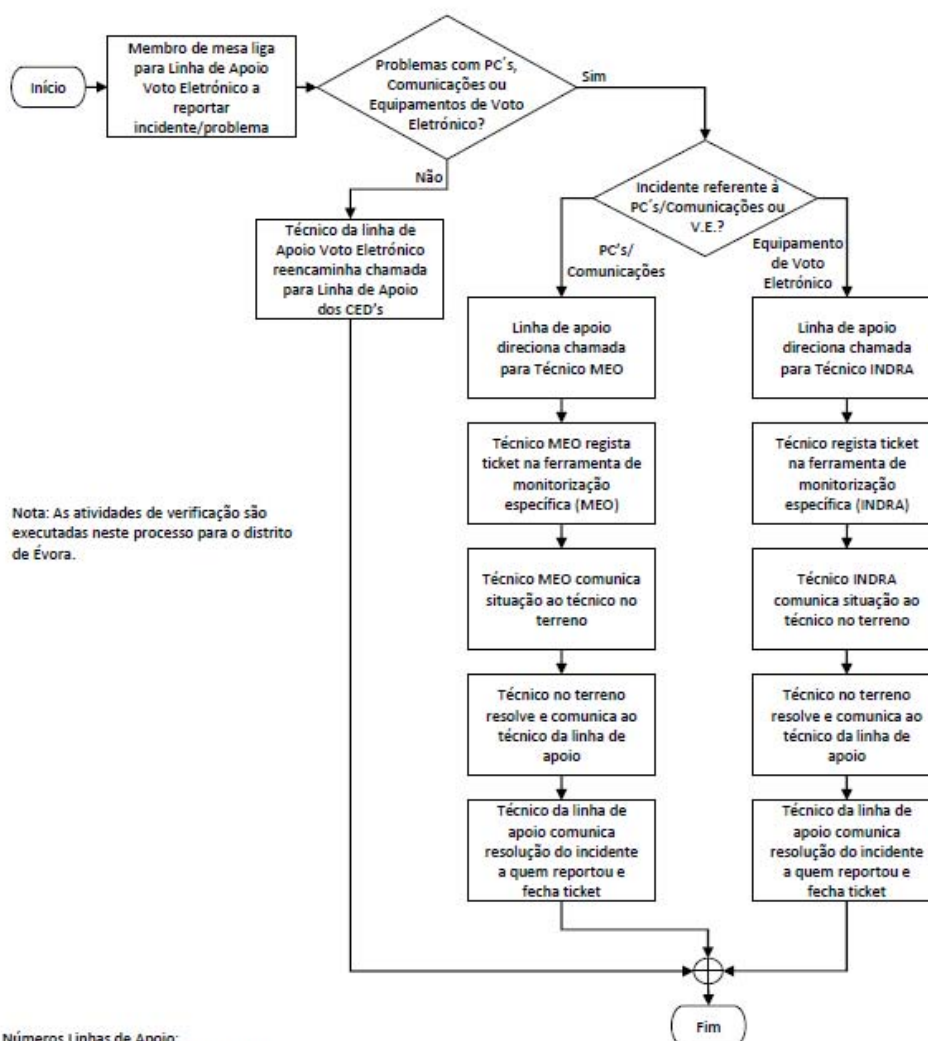 Início
Membro de mesa liga
para Linha de Apoio
Voto Eletrónico a
reportar
incidente/problema
Problemas com PC´s,
Comunicações ou
Equipamentos de Voto
Eletrónico?
Sim
Não
Técnico da linha de
Apoio Voto Eletrónico
reencaminha chamada
para Linha de Apoio
dos CED's
Incidente referente à
PC´s/Comunicações ou
V.E.?
PC's/
Comunicações
Equipamento
de Voto
Eletrónico
Linha de apoio
direciona chamada
para Técnico MEO
Técnico MEO regista
ticket na ferramenta de
monitorização
específica (MEO)
Técnico MEO comunica
situação ao técnico no
terreno
Técnico no terreno
resolve e comunica ao
técnico da linha de
apoio
Técnico da linha de
apoio comunica
resolução do incidente
a quem reportou e
fecha ticket
Linha de apoio
direciona chamada
para Técnico INDRA
Técnico regista ticket
na ferramenta de
monitorização
específica (INDRA)
Técnico INDRA
comunica situação ao
técnico no terreno
Técnico no terreno
resolve e comunica ao
técnico da linha de
apoio
Técnico da linha de
apoio comunica
resolução do incidente
a quem reportou e
fecha ticket
Nota: As atividades de verificação são
executadas neste processo para o distrito
de Évora.
Fim
Números Linhas de Apoio: